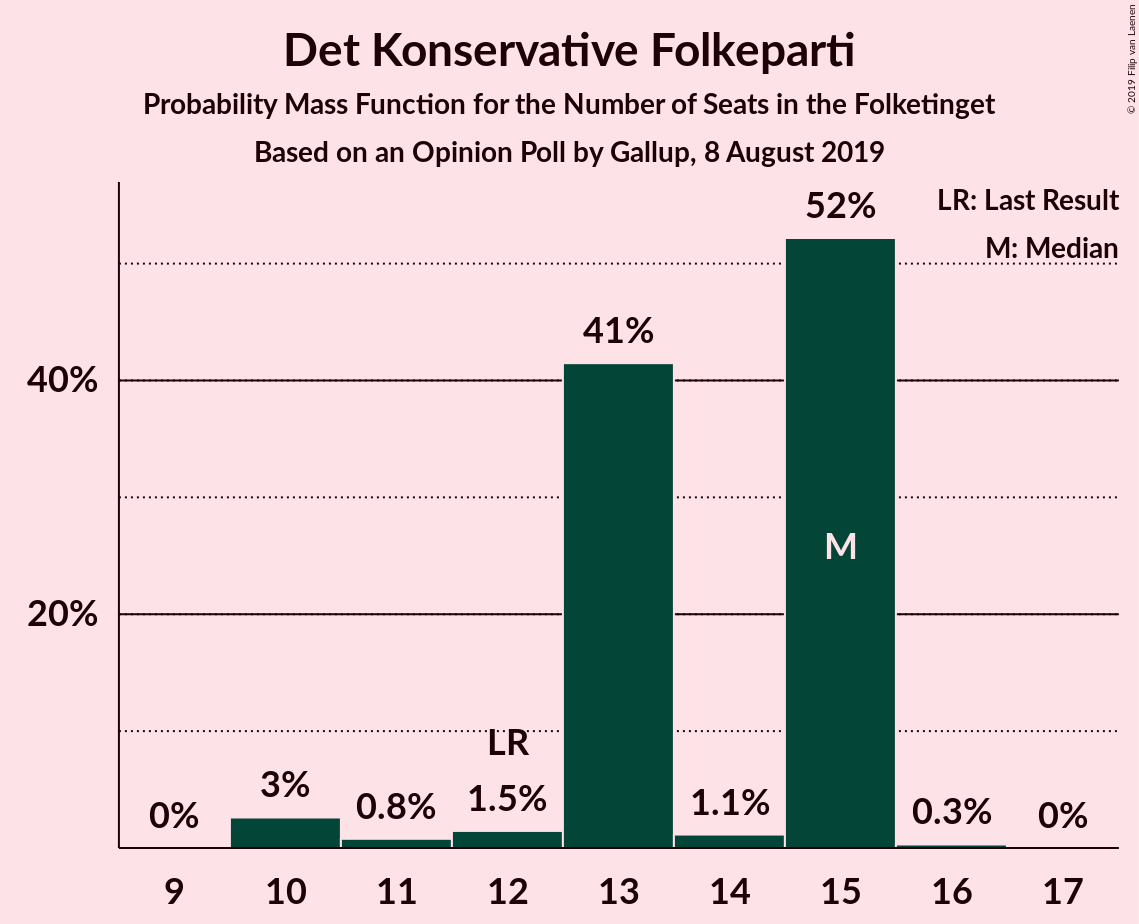 Det Konservative Folkeparti
Probability Mass Function for the Number of Seats in the Folketinget
Based on an Opinion Poll by Gallup, 8 August 2019
© 2019 Filip van Laenen
LR: Last Result
M: Median
52%
41%
40%
M
20%
LR
0% 3% 0.8% 1.5% 1.1% 0.3% 0%
9 10 11 12 13 14 15 16 17